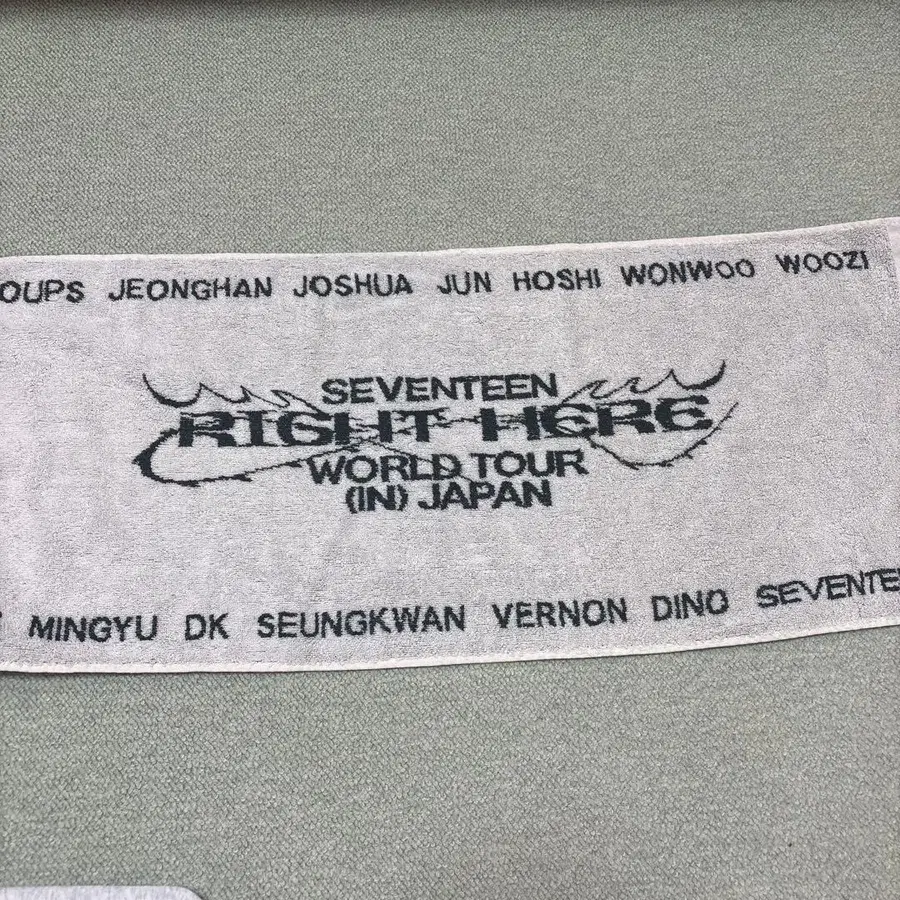 OUPS JEONGHAN JOSHUA JUN HOSHI WONWOO WOOZI
SEVENTEEN
RIGHT HERE
WORLD TOUR
(IN) JAPAN
MINGYU DK SEUNGKWAN VERNON DINO SEVENTEE